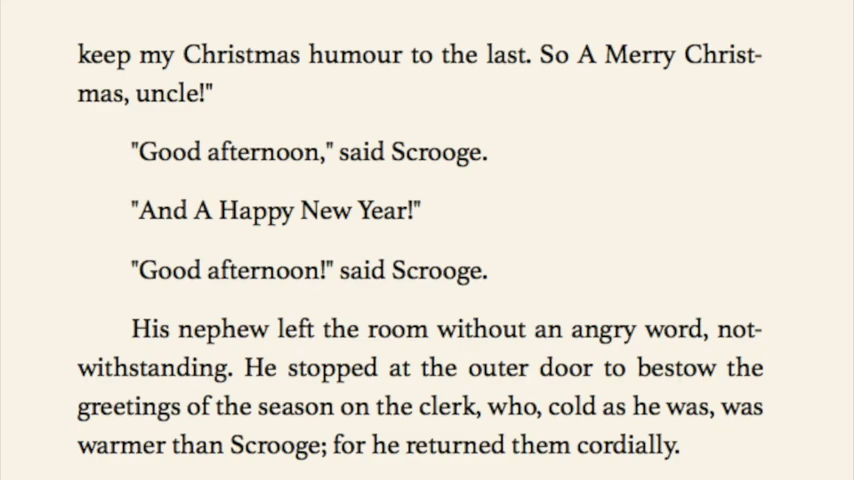 keep my Christmas humour to the last. So A Merry Christ-
mas, uncle!"
"Good afternoon," said Scrooge.
"And A Happy New Year!"
"Good afternoon!" said Scrooge.
His nephew left the room without an angry word, not-
withstanding. He stopped at the outer door to bestow the
greetings of the season on the clerk, who, cold as he was, was
warmer than Scrooge; for he returned them cordially.